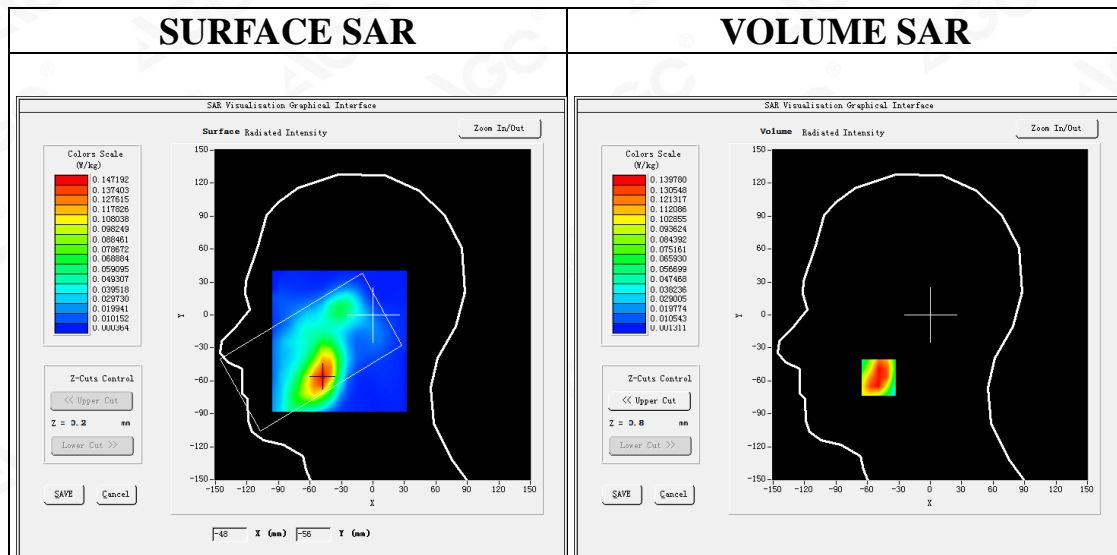 SURFACE SAR
SAR Visualisation Graphical Interface
Surface Radiated Intensity
Zoom In/Out
Colors Scale
(W/kg)
0.147192
0.137403
0.127615
0.117826
0.108038
0.098249
0.088461
0.078672
0.068884
0.059095
0.049307
0.039518
0.029730
0.019941
0.010152
0.000364
150
120
90
60
30
0
-30
-60
-90
-120
-150
Y
-150 -120 -90 -60 -30 0 30 60 90 120 150
X
Z-Cuts Control
<< Upper Cut
Z = 0.2 mm
Lower Cut >>
SAVE Cancel
-48 X (mm) -56 Y (mm)
VOLUME SAR
SAR Visualisation Graphical Interface
Volume Radiated Intensity
Zoom In/Out
Colors Scale
(W/kg)
0.139780
0.130548
0.121317
0.112086
0.102855
0.093624
0.084392
0.075161
0.065930
0.056699
0.047468
0.038236
0.029005
0.019774
0.010543
0.001311
150
120
90
60
30
0
-30
-60
-90
-120
-150
Y
-150 -120 -90 -60 -30 0 30 60 90 120 150
X
Z-Cuts Control
<< Upper Cut
Z = 0.8 mm
Lower Cut >>
SAVE Cancel